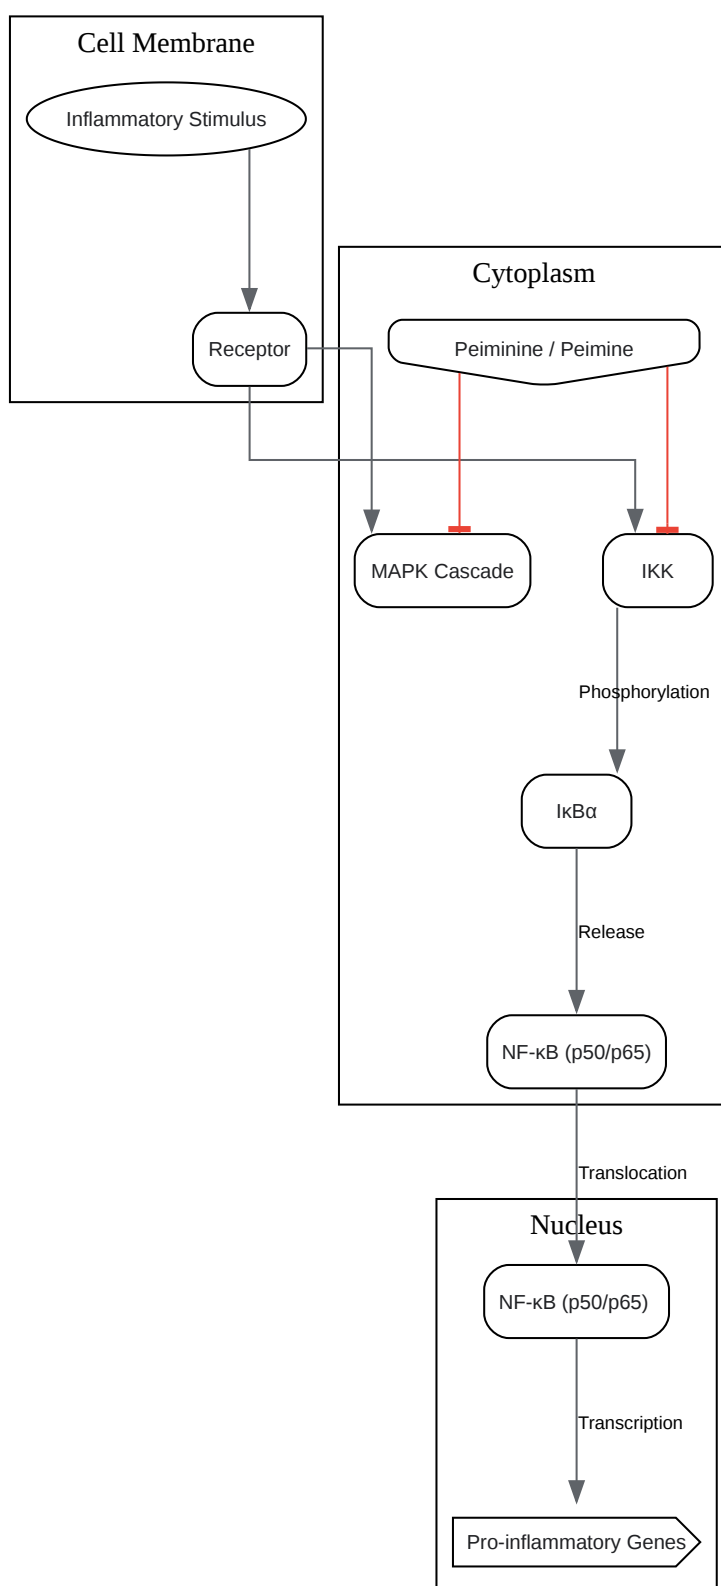 Cell Membrane
Inflammatory Stimulus
Receptor
Cytoplasm
Peiminine / Peimine
MAPK Cascade
IKK
Phosphorylation
IκBα
Release
NF-κB (p50/p65)
Translocation
Nucleus
NF-κB (p50/p65)
Transcription
Pro-inflammatory Genes